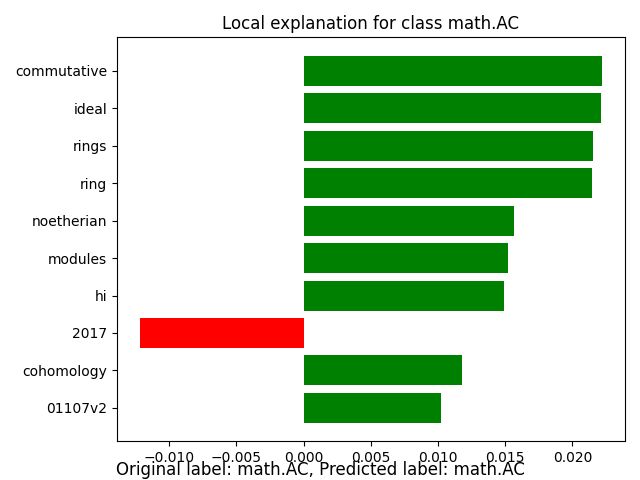 Local explanation for class math.AC
commutative
ideal
rings
ring
noetherian
modules
hi
2017
cohomology
01107v2
−0.010 −0.005 0.000 0.005 0.010 0.015 0.020
Original label: math.AC, Predicted label: math.AC